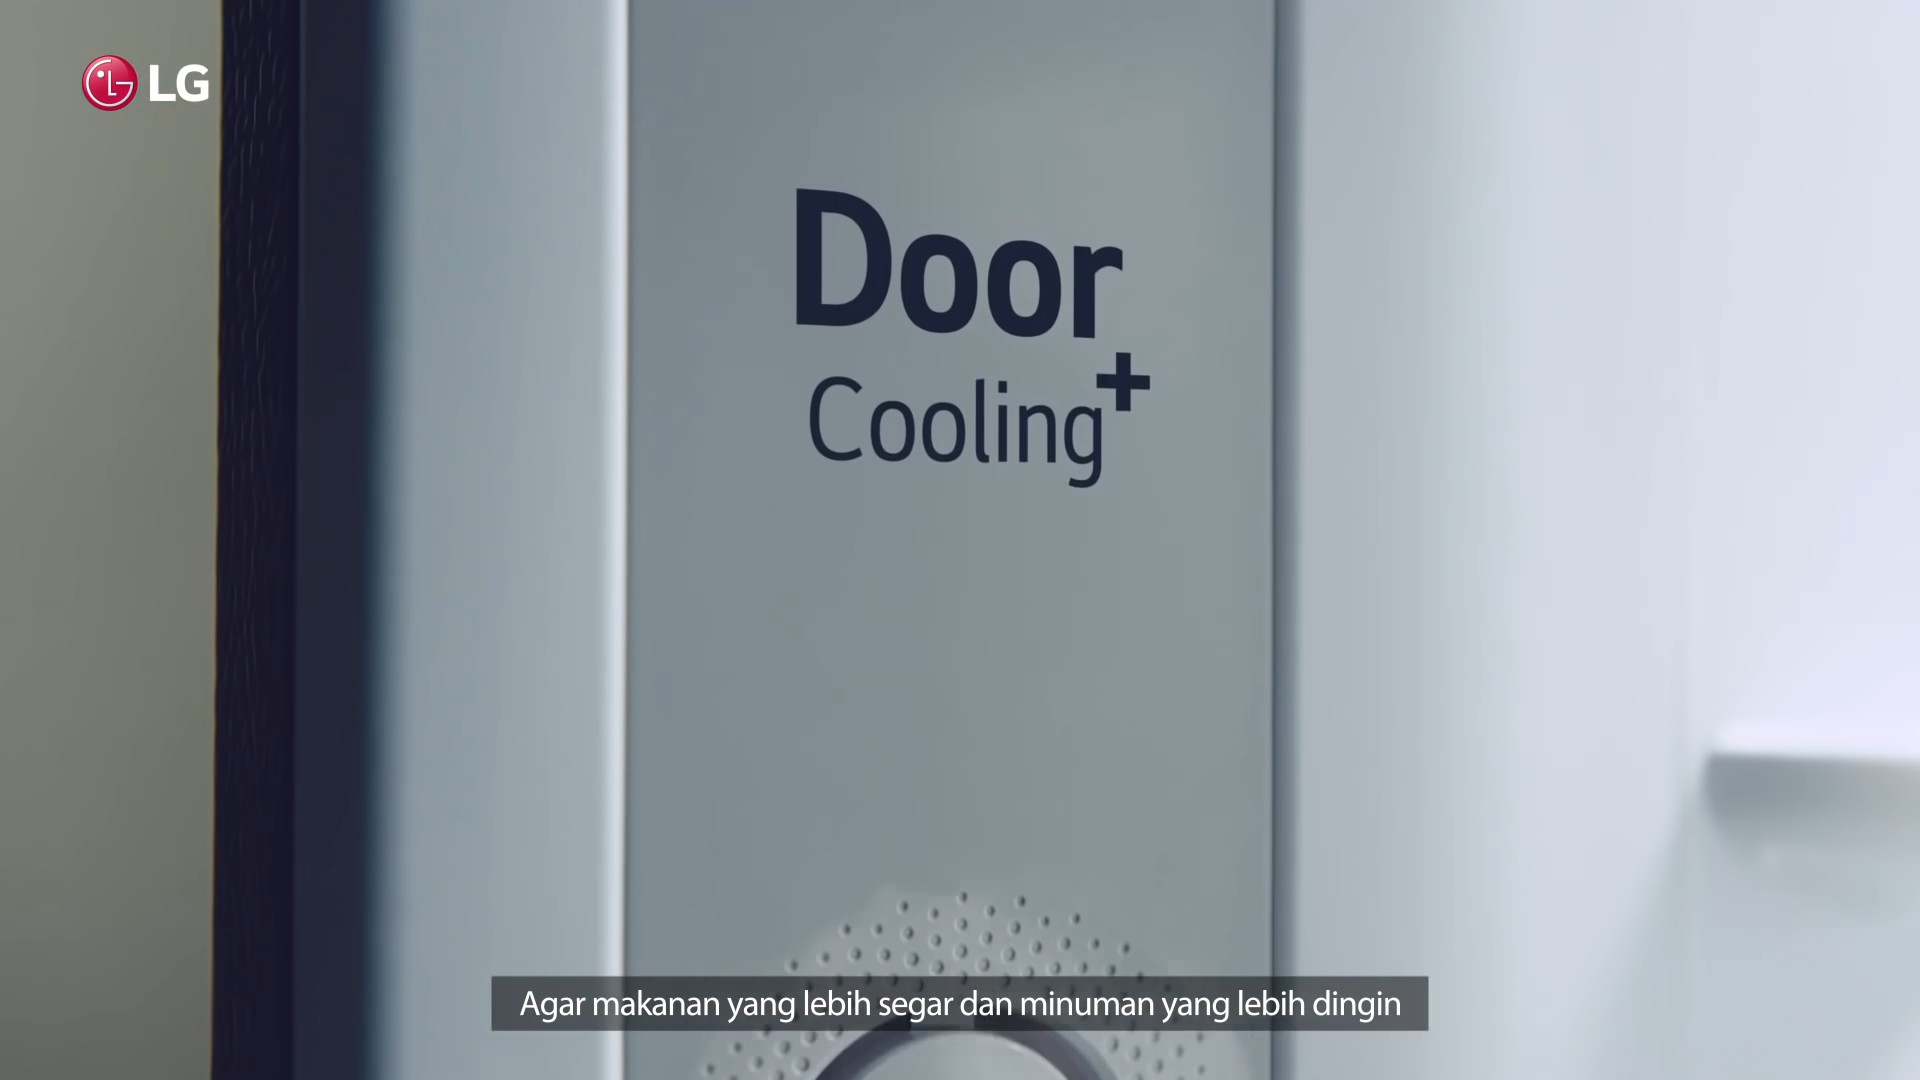 LG
Door
Cooling+
Agar makanan yang lebih segar dan minuman yang lebih dingin